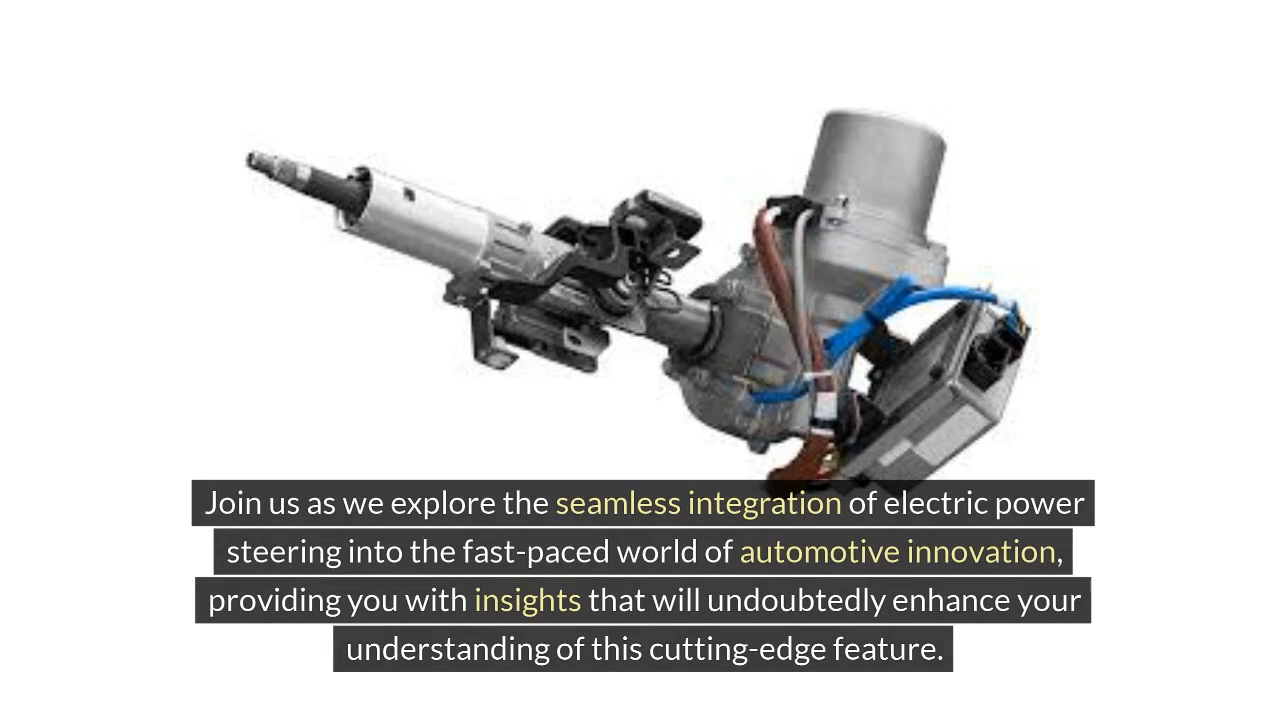 Join us as we explore the seamless integration of electric power
steering into the fast-paced world of automotive innovation,
providing you with insights that will undoubtedly enhance your
understanding of this cutting-edge feature.